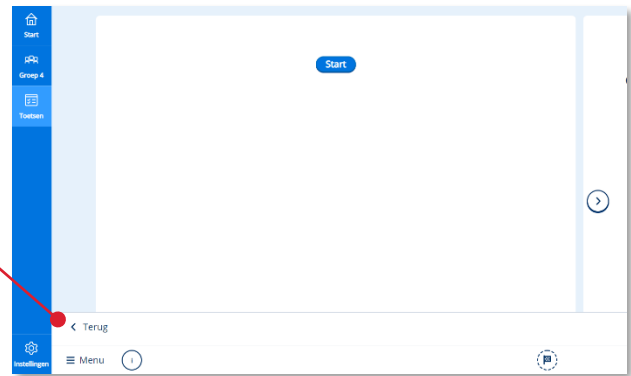 Start
Groep 4
Toetsen
Instellingen
Start
Terug
Menu
i